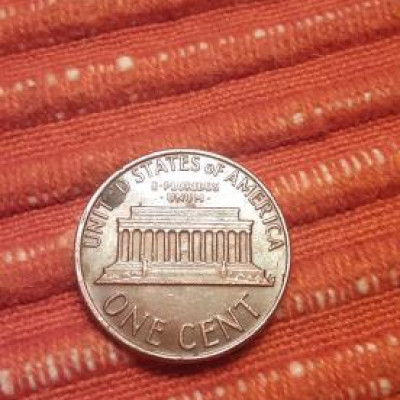 UNITED STATES of AMERICA
E·PLURIBUS
·UNUM·
ONE CENT